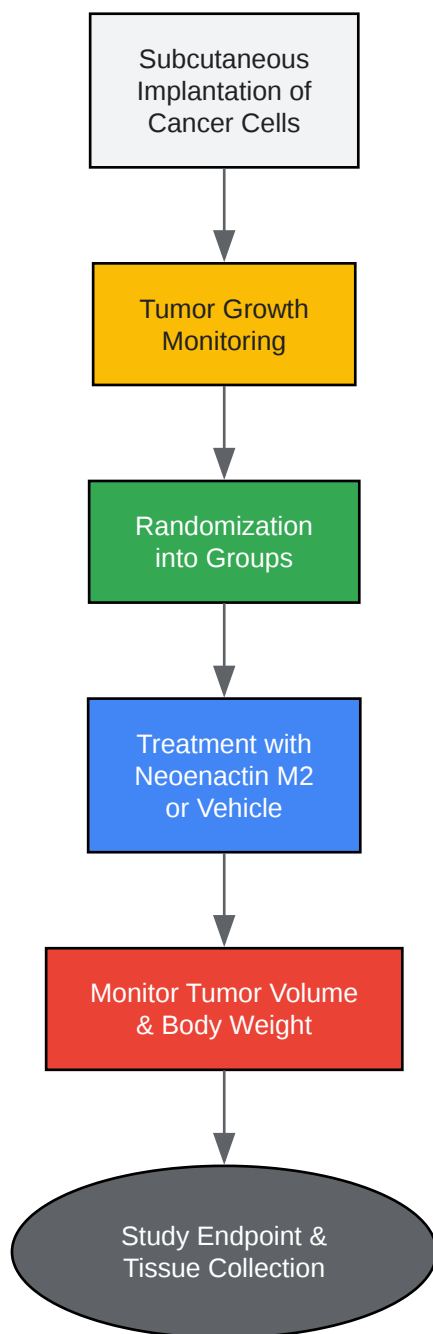 Subcutaneous
Implantation of
Cancer Cells
Tumor Growth
Monitoring
Randomization
into Groups
Treatment with
Neoenactin M2
or Vehicle
Monitor Tumor Volume
& Body Weight
Study Endpoint &
Tissue Collection